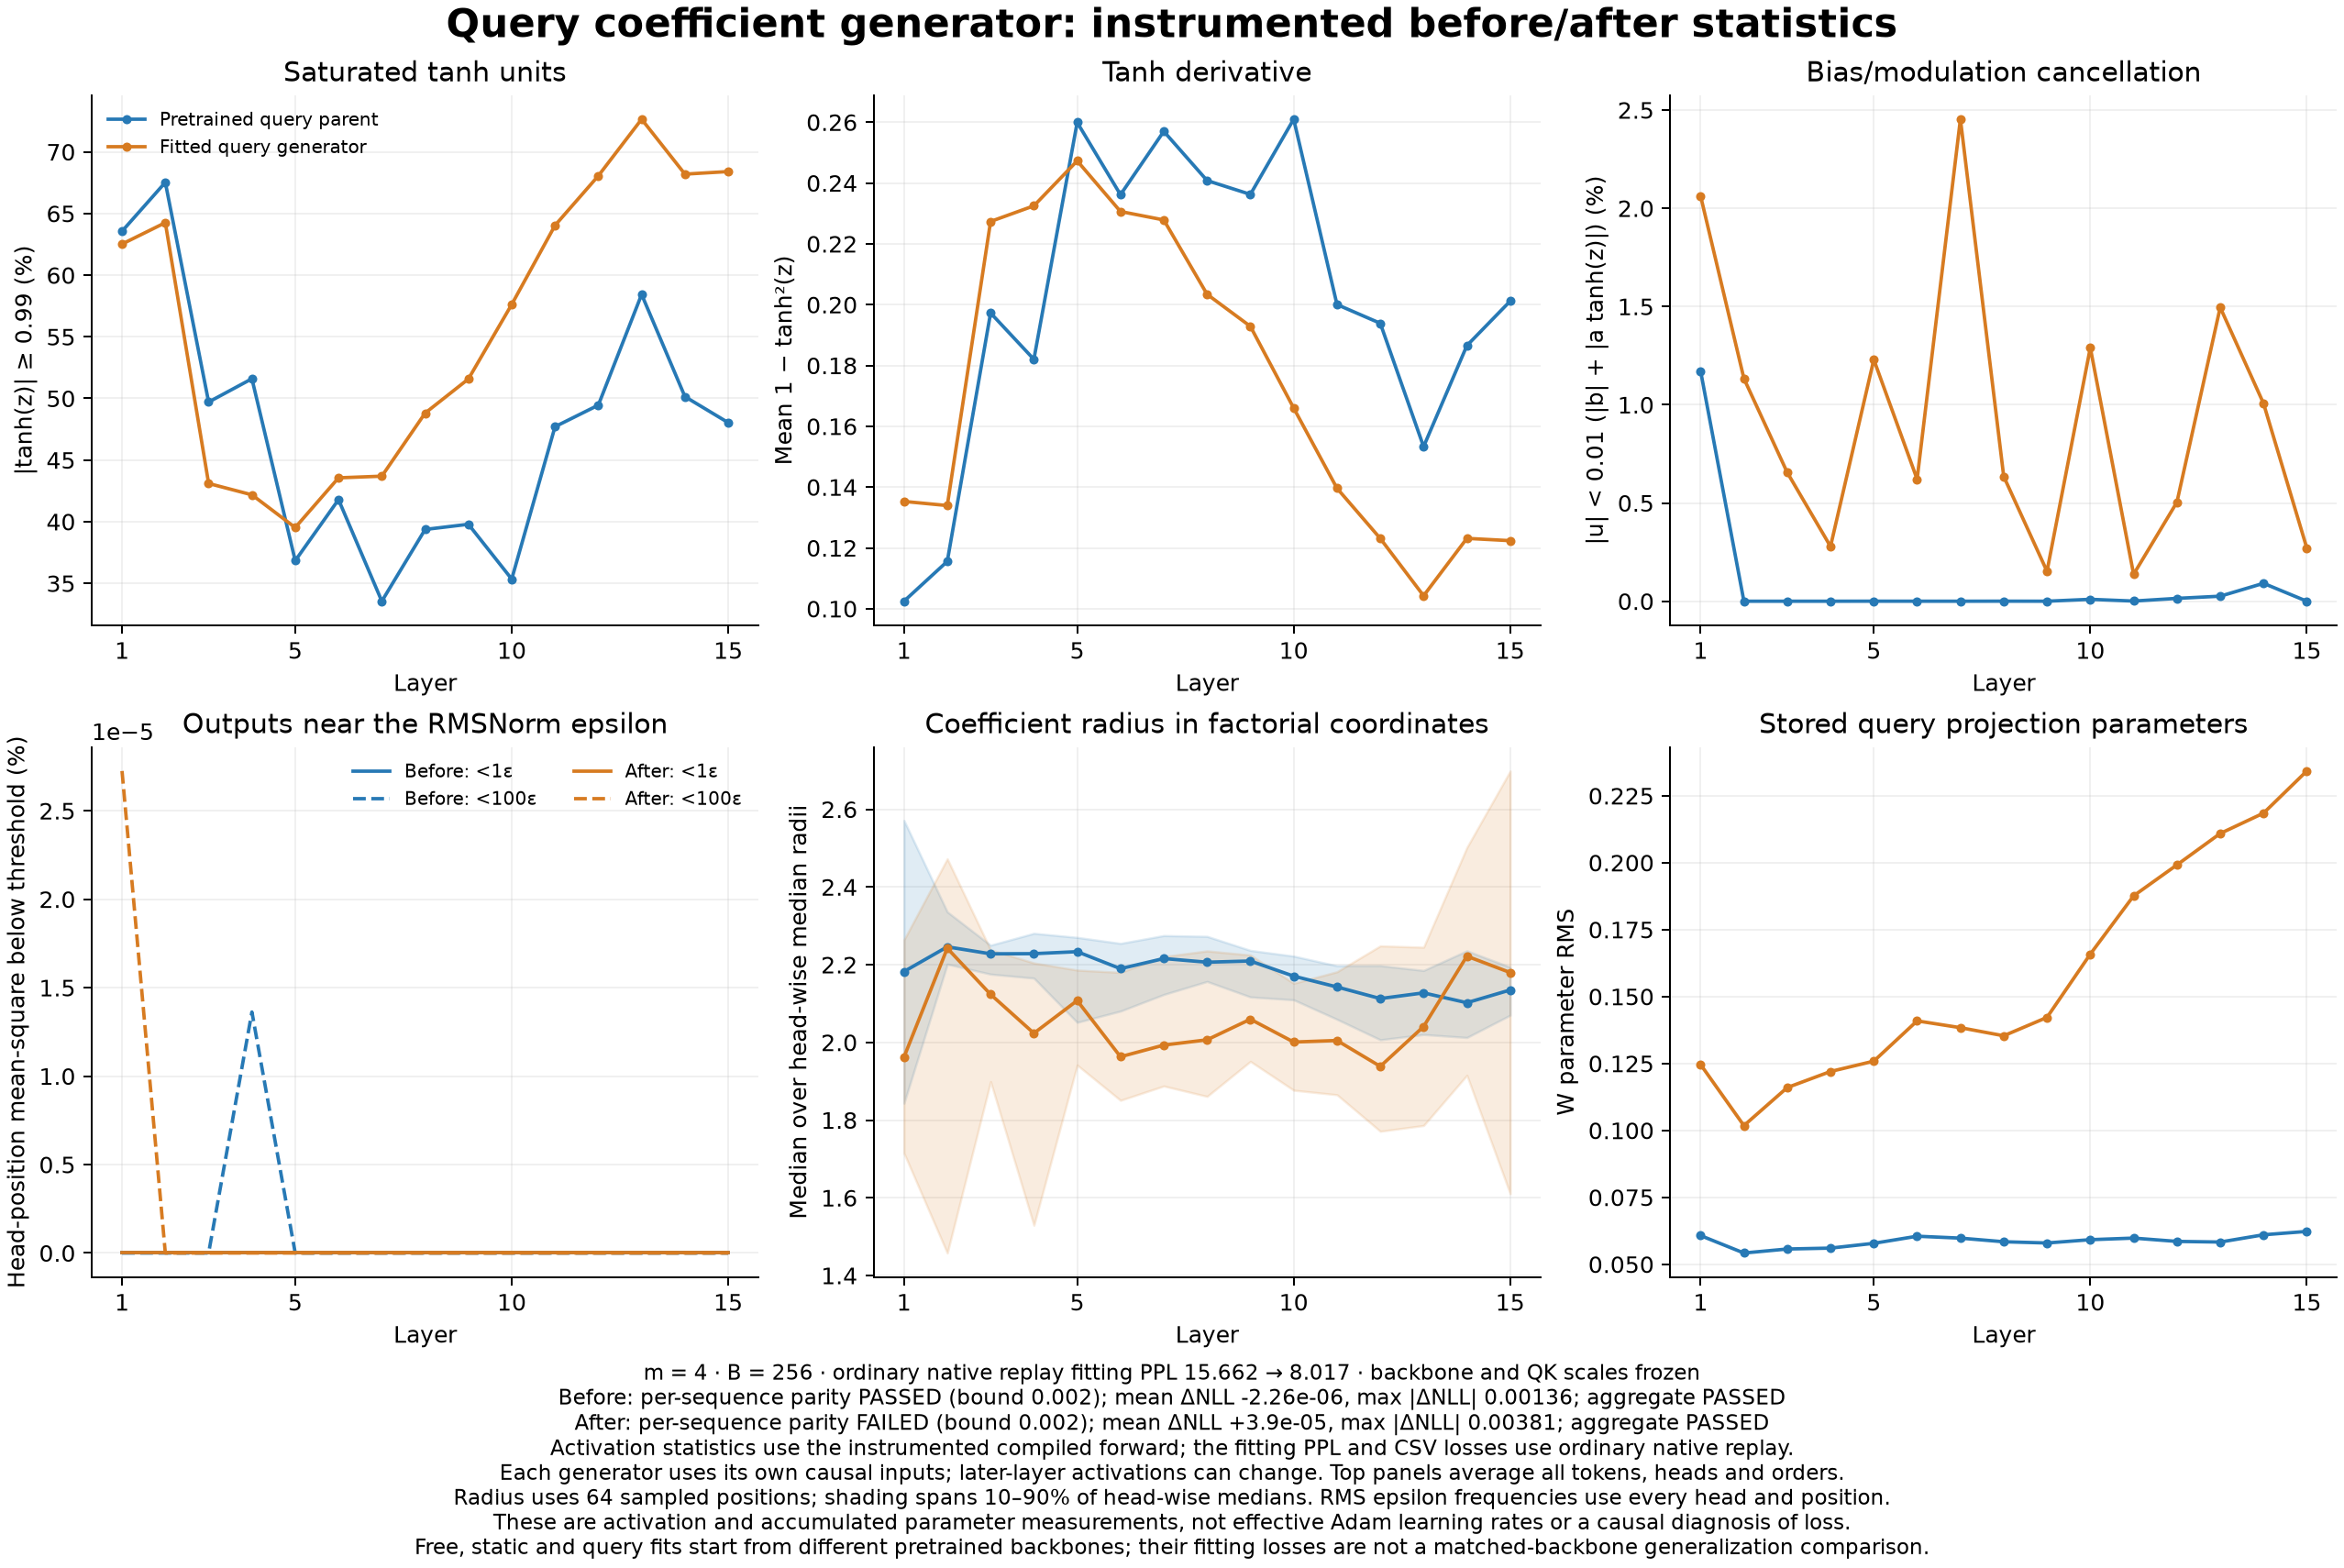 Query coefficient generator: instrumented before/after statistics
Saturated tanh units
|tanh(z)| ≥ 0.99 (%)
70
65
60
55
50
45
40
35
Pretrained query parent
Fitted query generator
1
5
10
15
Layer
Tanh derivative
Mean 1 − tanh²(z)
0.26
0.24
0.22
0.20
0.18
0.16
0.14
0.12
0.10
1
5
10
15
Layer
Bias/modulation cancellation
|u| < 0.01 (|b| + |a tanh(z)|) (%)
2.5
2.0
1.5
1.0
0.5
0.0
1
5
10
15
Layer
Outputs near the RMSNorm epsilon
1e−5
Head-position mean-square below threshold (%)
2.5
2.0
1.5
1.0
0.5
0.0
Before: <1ε
Before: <100ε
After: <1ε
After: <100ε
1
5
10
15
Layer
Coefficient radius in factorial coordinates
Median over head-wise median radii
2.6
2.4
2.2
2.0
1.8
1.6
1.4
1
5
10
15
Layer
Stored query projection parameters
W parameter RMS
0.225
0.200
0.175
0.150
0.125
0.100
0.075
0.050
1
5
10
15
Layer
m = 4 · B = 256 · ordinary native replay fitting PPL 15.662 → 8.017 · backbone and QK scales frozen
Before: per-sequence parity PASSED (bound 0.002); mean ΔNLL -2.26e-06, max |ΔNLL| 0.00136; aggregate PASSED
After: per-sequence parity FAILED (bound 0.002); mean ΔNLL +3.9e-05, max |ΔNLL| 0.00381; aggregate PASSED
Activation statistics use the instrumented compiled forward; the fitting PPL and CSV losses use ordinary native replay.
Each generator uses its own causal inputs; later-layer activations can change. Top panels average all tokens, heads and orders.
Radius uses 64 sampled positions; shading spans 10–90% of head-wise medians. RMS epsilon frequencies use every head and position.
These are activation and accumulated parameter measurements, not effective Adam learning rates or a causal diagnosis of loss.
Free, static and query fits start from different pretrained backbones; their fitting losses are not a matched-backbone generalization comparison.